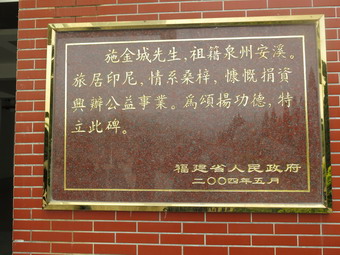 施金城先生，祖籍泉州安溪。
旅居印尼，情系桑梓，慷慨捐資
興辦公益事業。爲頌揚功德，特
立此碑。
福建省人民政府
二〇〇四年五月